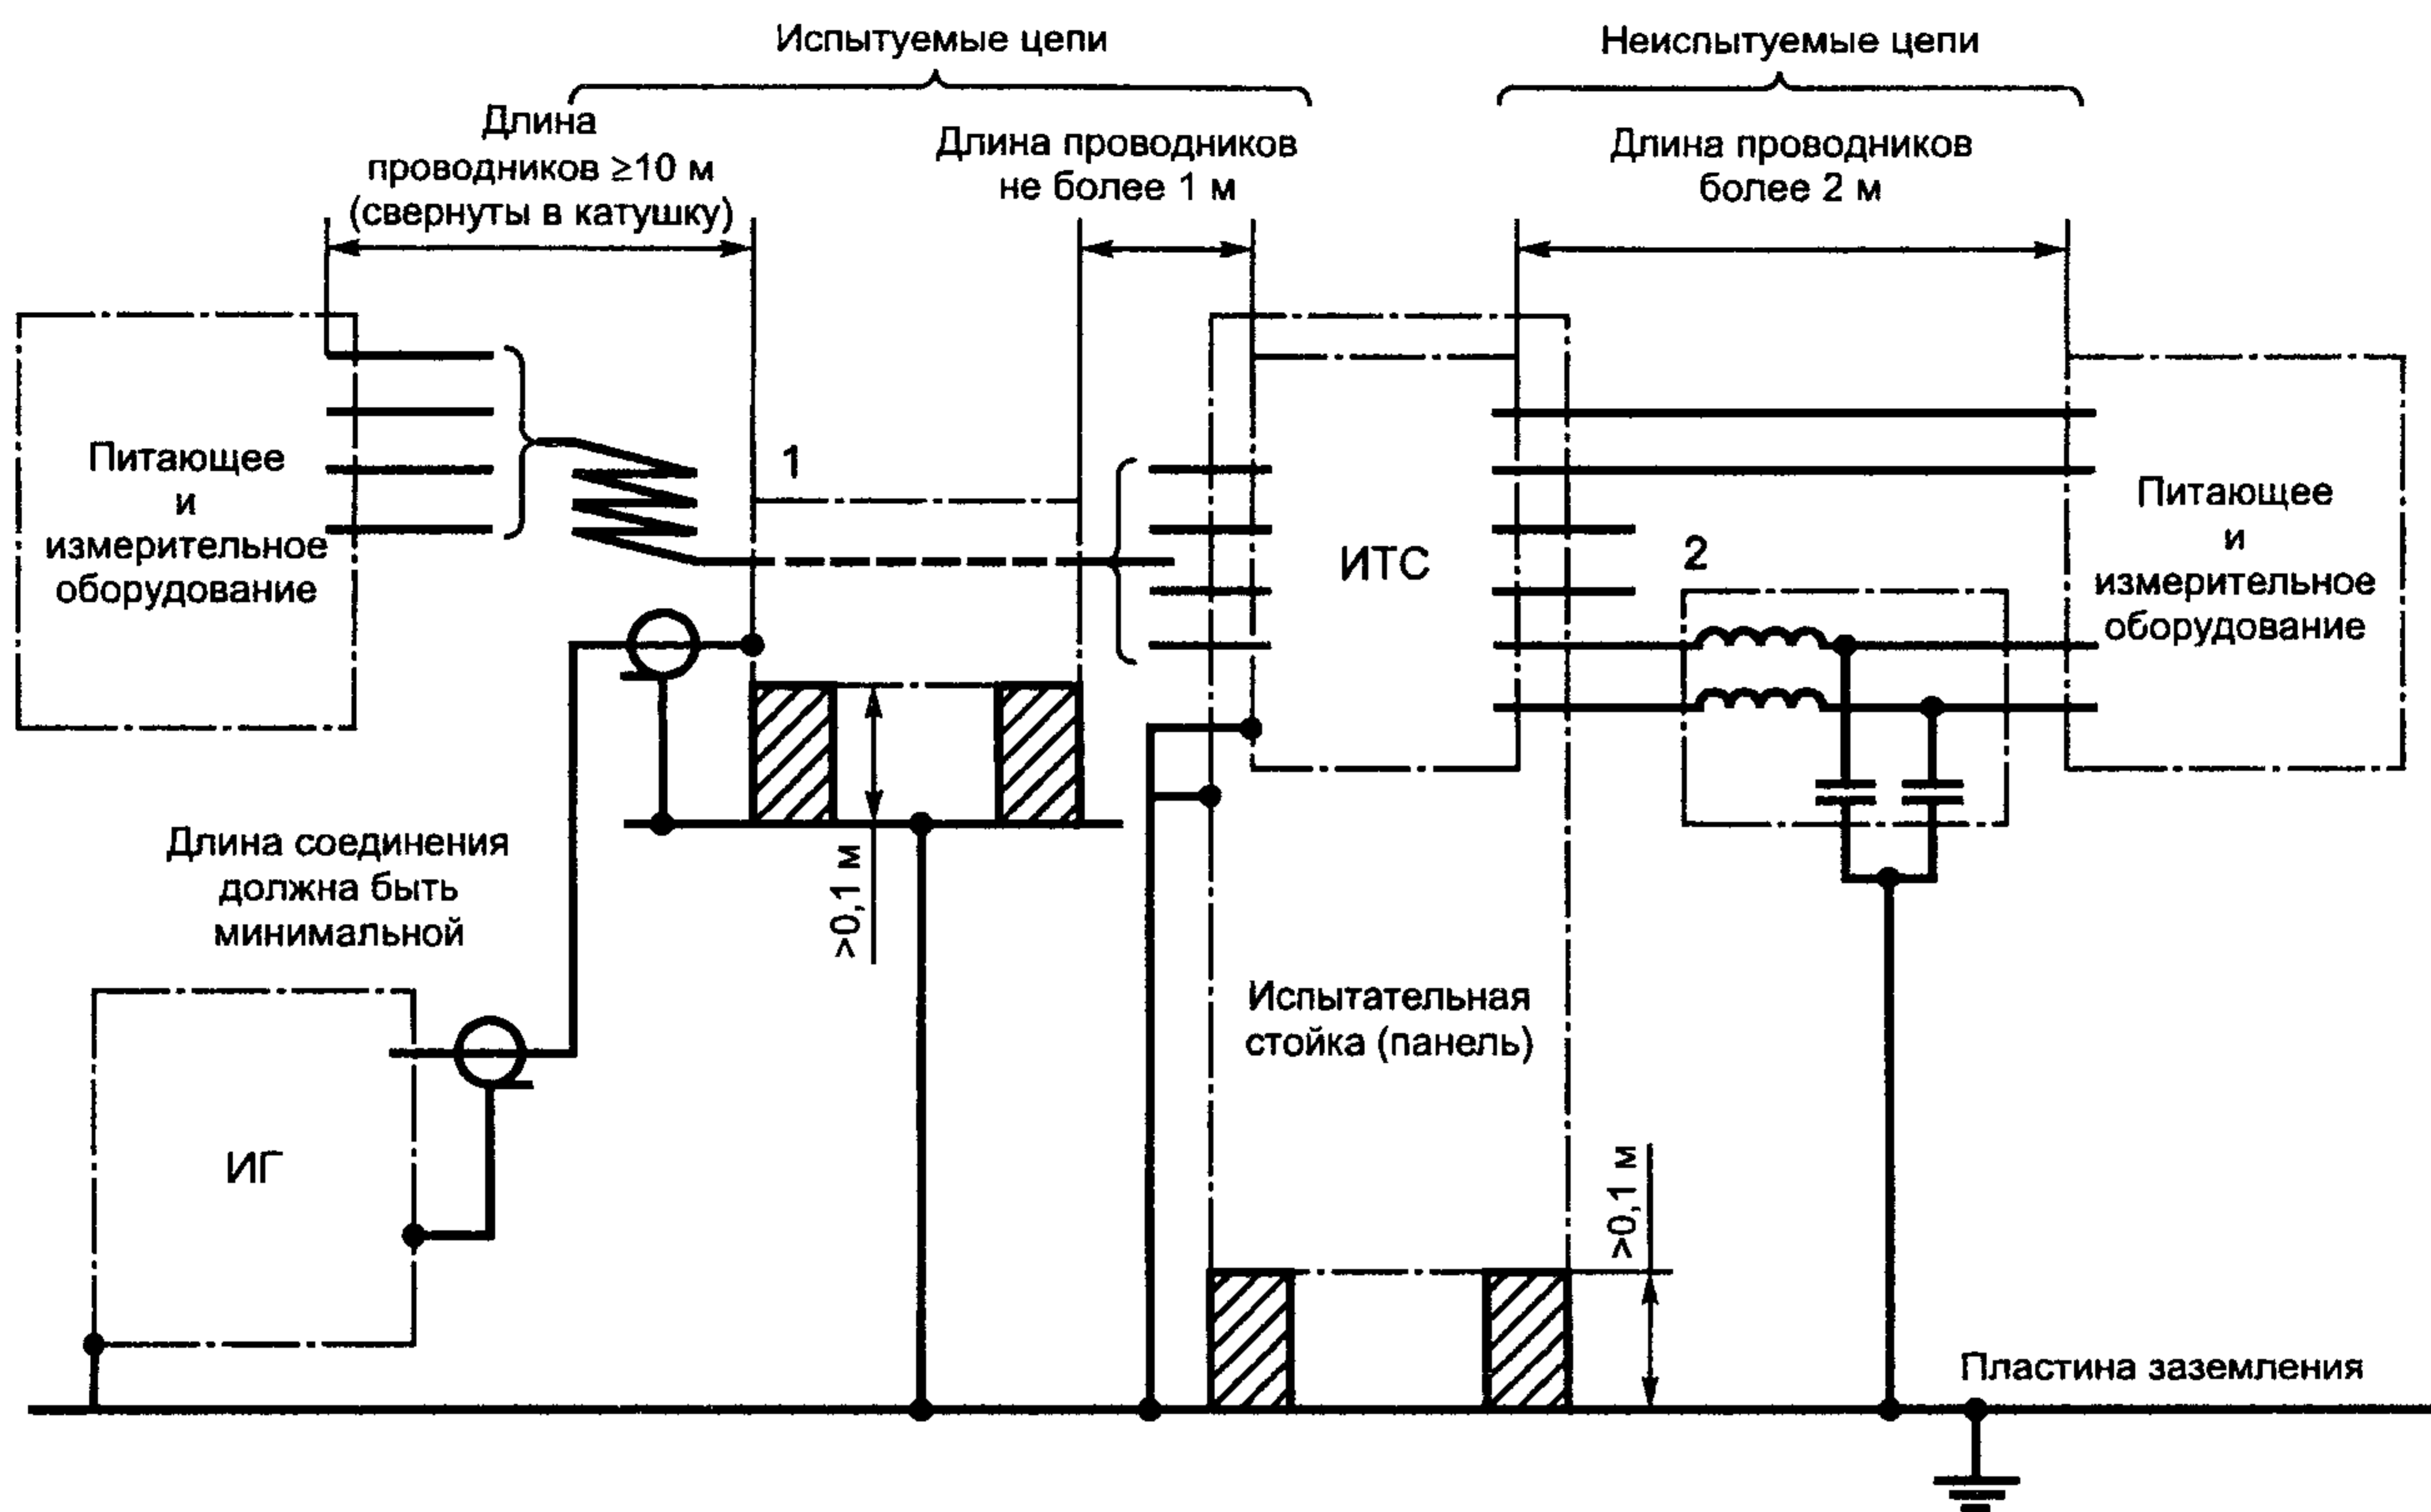 Испытуемые цепи
Неиспытуемые цепи
Длина
проводников ≥10 м
(свернуты в катушку)
Длина проводников
не более 1 м
Длина проводников
более 2 м
Питающее
и
измерительное
оборудование
1
ИТС
2
Питающее
и
измерительное
оборудование
Длина соединения
должна быть
минимальной
>0,1 м
ИГ
Испытательная
стойка (панель)
>0,1 м
Пластина заземления